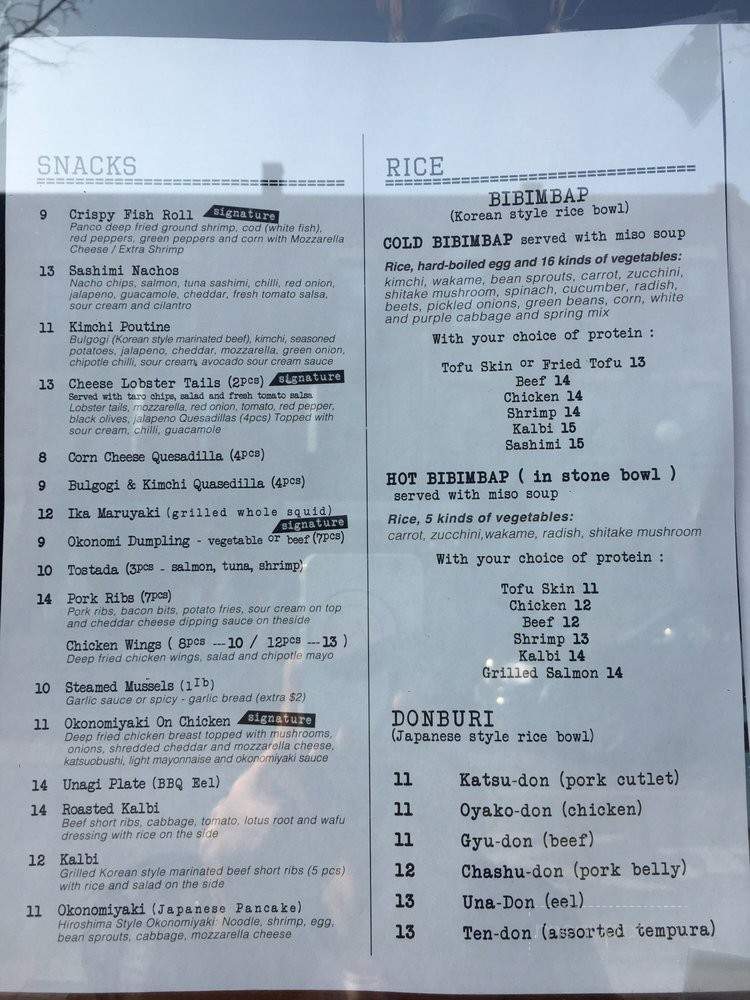 SNACKS
9 Crispy Fish Roll signature
Panco deep fried ground shrimp, cod (white fish),
red peppers, green peppers and corn with Mozzarella
Cheese / Extra Shrimp
13 Sashimi Nachos
Nacho chips, salmon, tuna sashimi, chilli, red onion,
jalapeno, guacamole, cheddar, fresh tomato salsa,
sour cream and cilantro
11 Kimchi Poutine
Bulgogi (Korean style marinated beef), kimchi, seasoned
potatoes, jalapeno, cheddar, mozzarella, green onion,
chipotle chilli, sour cream, avocado sour cream sauce
13 Cheese Lobster Tails (2pcs) signature
Served with taro chips, salad and fresh tomato salsa
Lobster tails, mozzarella, red onion, tomato, red pepper,
black olives, jalapeno Quesadillas (4pcs) Topped with
sour cream, chilli, guacamole
8 Corn Cheese Quesadilla (4pcs)
9 Bulgogi & Kimchi Quasedilla (4pcs)
12 Ika Maruyaki (grilled whole squid)
signature
9 Okonomi Dumpling - vegetable or beef (7pcs)
10 Tostada (3pcs - salmon, tuna, shrimp)
14 Pork Ribs (7pcs)
Pork ribs, bacon bits, potato fries, sour cream on top
and cheddar cheese dipping sauce on theside
Chicken Wings ( 8pcs --- 10 / 12pcs --- 13 )
Deep fried chicken wings, salad and chipotle mayo
10 Steamed Mussels (1lb)
Garlic sauce or spicy - garlic bread (extra $2)
11 Okonomiyaki On Chicken signature
Deep fried chicken breast topped with mushrooms,
onions, shredded cheddar and mozzarella cheese,
katsuobushi, light mayonnaise and okonomiyaki sauce
14 Unagi Plate (BBQ Eel)
14 Roasted Kalbi
Beef short ribs, cabbage, tomato, lotus root and wafu
dressing with rice on the side
12 Kalbi
Grilled Korean style marinated beef short ribs (5 pcs)
with rice and salad on the side
11 Okonomiyaki (Japanese Pancake)
Hiroshima Style Okonomiyaki: Noodle, shrimp, egg,
bean sprouts, cabbage, mozzarella cheese
RICE
BIBIMBAP
(Korean style rice bowl)
COLD BIBIMBAP served with miso soup
Rice, hard-boiled egg and 16 kinds of vegetables:
kimchi, wakame, bean sprouts, carrot, zucchini,
shitake mushroom, spinach, cucumber, radish,
beets, pickled onions, green beans, corn, white
and purple cabbage and spring mix
With your choice of protein :
Tofu Skin or Fried Tofu 13
Beef 14
Chicken 14
Shrimp 14
Kalbi 15
Sashimi 15
HOT BIBIMBAP ( in stone bowl )
served with miso soup
Rice, 5 kinds of vegetables:
carrot, zucchini,wakame, radish, shitake mushroom
With your choice of protein :
Tofu Skin 11
Chicken 12
Beef 12
Shrimp 13
Kalbi 14
Grilled Salmon 14
DONBURI
(Japanese style rice bowl)
11 Katsu-don (pork cutlet)
11 Oyako-don (chicken)
11 Gyu-don (beef)
12 Chashu-don (pork belly)
13 Una-Don (eel)
13 Ten-don (assorted tempura)